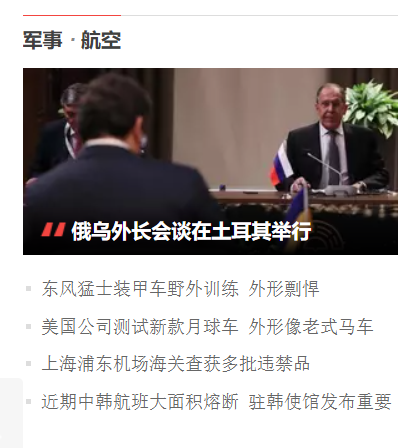 军事·航空
俄乌外长会谈在土耳其举行
东风猛士装甲车野外训练 外形剽悍
美国公司测试新款月球车 外形像老式马车
上海浦东机场海关查获多批违禁品
近期中韩航班大面积熔断 驻韩使馆发布重要